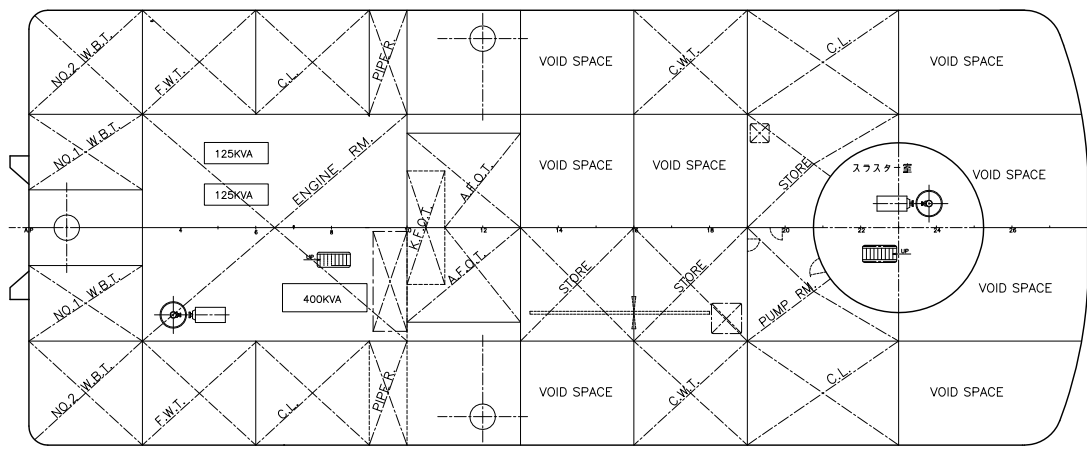 NO.2 W.B.T.
F.W.T.
C.L.
PIPE R.
VOID SPACE
C.W.T.
C.L.
VOID SPACE
NO.1 W.B.T.
125KVA
125KVA
ENGINE RM.
A.F.O.T.
K.F.O.T.
VOID SPACE
VOID SPACE
STORE
スラスター室
VOID SPACE
A.P
4
6
8
10
12
14
16
18
20
22
24
26
UP
400KVA
A.F.O.T.
STORE
STORE
PUMP RM
UP
VOID SPACE
NO.1 W.B.T.
NO.2 W.B.T.
F.W.T.
C.L.
PIPE R.
VOID SPACE
C.W.T.
C.L.
VOID SPACE